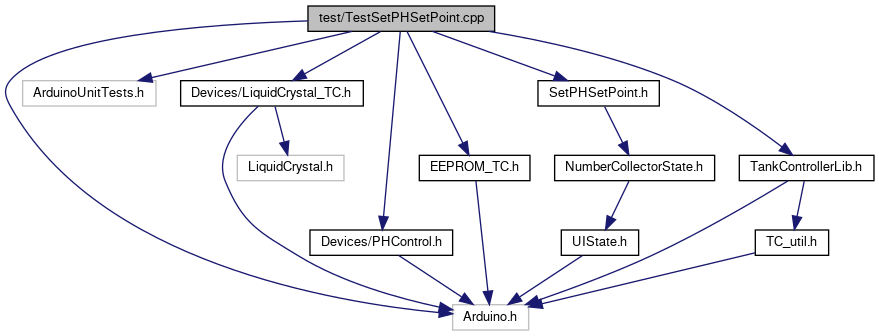 test/TestSetPHSetPoint.cpp
ArduinoUnitTests.h
Devices/LiquidCrystal_TC.h
SetPHSetPoint.h
LiquidCrystal.h
EEPROM_TC.h
NumberCollectorState.h
TankControllerLib.h
Devices/PHControl.h
UIState.h
TC_util.h
Arduino.h